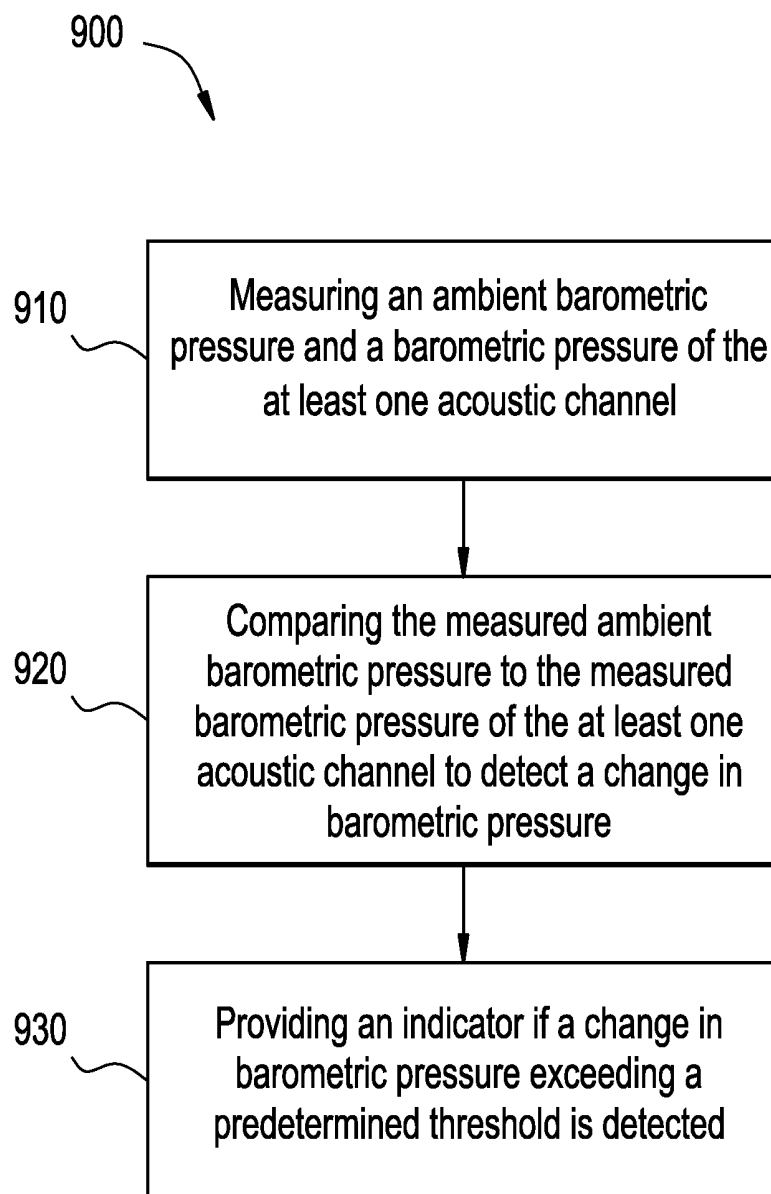 900
910
Measuring an ambient barometric
pressure and a barometric pressure of the
at least one acoustic channel
920
Comparing the measured ambient
barometric pressure to the measured
barometric pressure of the at least one
acoustic channel to detect a change in
barometric pressure
930
Providing an indicator if a change in
barometric pressure exceeding a
predetermined threshold is detected